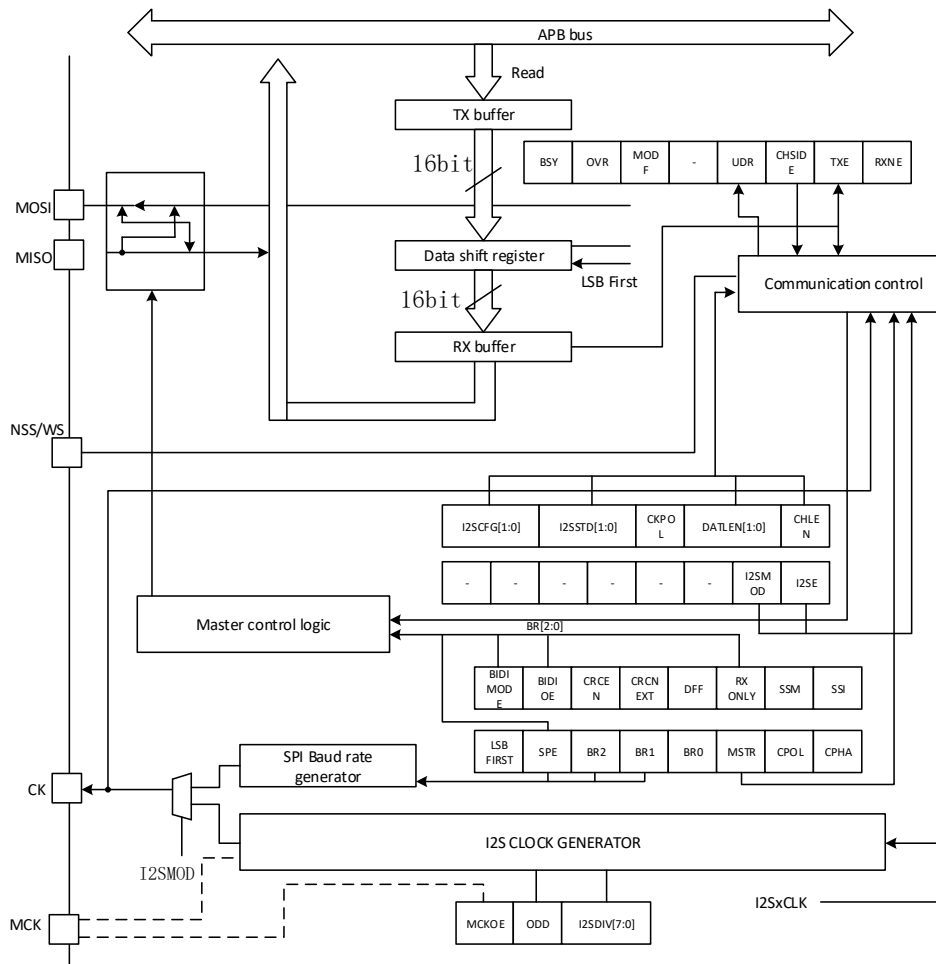 APB bus
Read
TX buffer
16bit
BSY
OVR
MOD
F
-
UDR
CHSID
E
TXE
RXNE
MOSI
MISO
Data shift register
LSB First
Communication control
16bit
RX buffer
NSS/WS
I2SCFG[1:0]
I2SSTD[1:0]
CKPO
L
DATLEN[1:0]
CHLE
N
-
-
-
-
-
-
I2SM
OD
I2SE
Master control logic
BR[2:0]
BIDI
MOD
E
BIDI
OE
CRCE
N
CRCN
EXT
DFF
RX
ONLY
SSM
SSI
LSB
FIRST
SPE
BR2
BR1
BR0
MSTR
CPOL
CPHA
SPI Baud rate
generator
CK
I2S CLOCK GENERATOR
I2SMOD
I2SxCLK
MCK
MCKOE
ODD
I2SDIV[7:0]